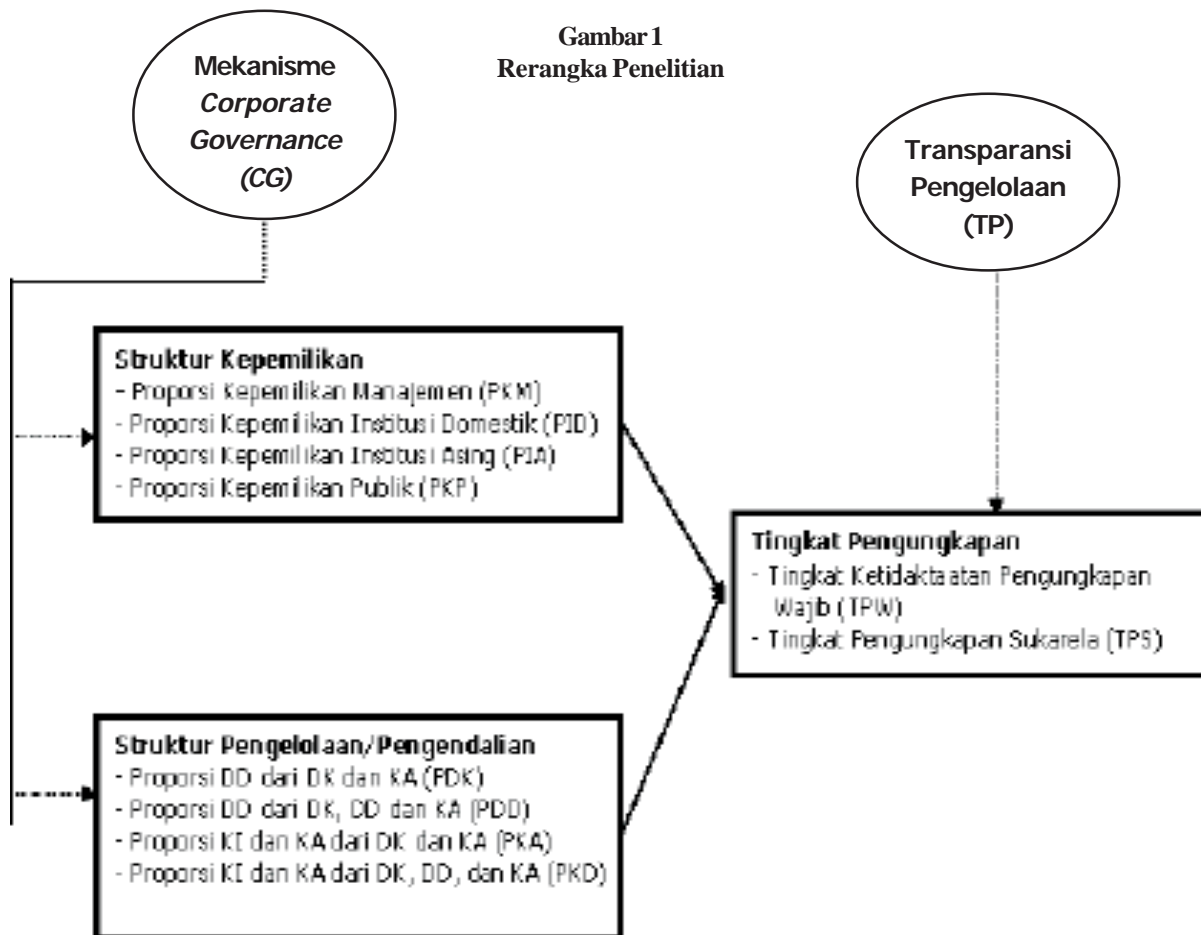 Gambar 1
Rerangka Penelitian
Mekanisme
Corporate
Governance
(CG)
Transparansi
Pengelolaan
(TP)
Struktur Kepemilikan
- Proporsi Kepemilikan Manajemen (PKM)
- Proporsi Kepemilikan Institusi Domestik (PID)
- Proporsi Kepemilikan Institusi Asing (PIA)
- Proporsi Kepemilikan Publik (PKP)
Tingkat Pengungkapan
- Tingkat Ketidaktaatan Pengungkapan
Wajib (TPW)
- Tingkat Pengungkapan Sukarela (TPS)
Struktur Pengelolaan/Pengendalian
- Proporsi DD dari DK dan KA (PDK)
- Proporsi DD dari DK, DD dan KA (PDD)
- Proporsi KI dan KA dari DK dan KA (PKA)
- Proporsi KI dan KA dari DK, DD, dan KA (PKD)